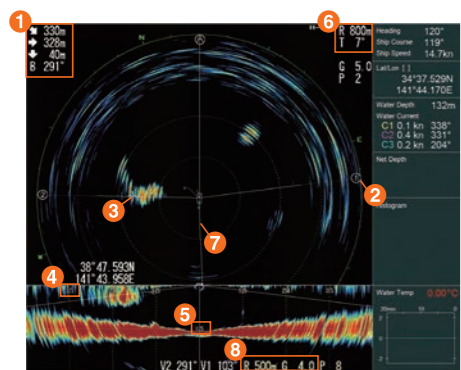 1
330m
328m
40m
B 291°
6
R 800m
T 7°
G 5.0
P 2
N
A
E
Z
2
3
7
38°47.593N
141°43.958E
4
5
8
V2 291° V1 103° R 500m G 4.0 P 8
Heading 120°
Ship Course 119°
Ship Speed 14.7kn
Lat/Lon [ ]
34°37.529N
141°44.170E
Water Depth 132m
Water Current
C1 0.1 kn 338°
C2 0.4 kn 331°
C3 0.2 kn 204°
Net Depth
Histogram
Water Temp 0.00°C